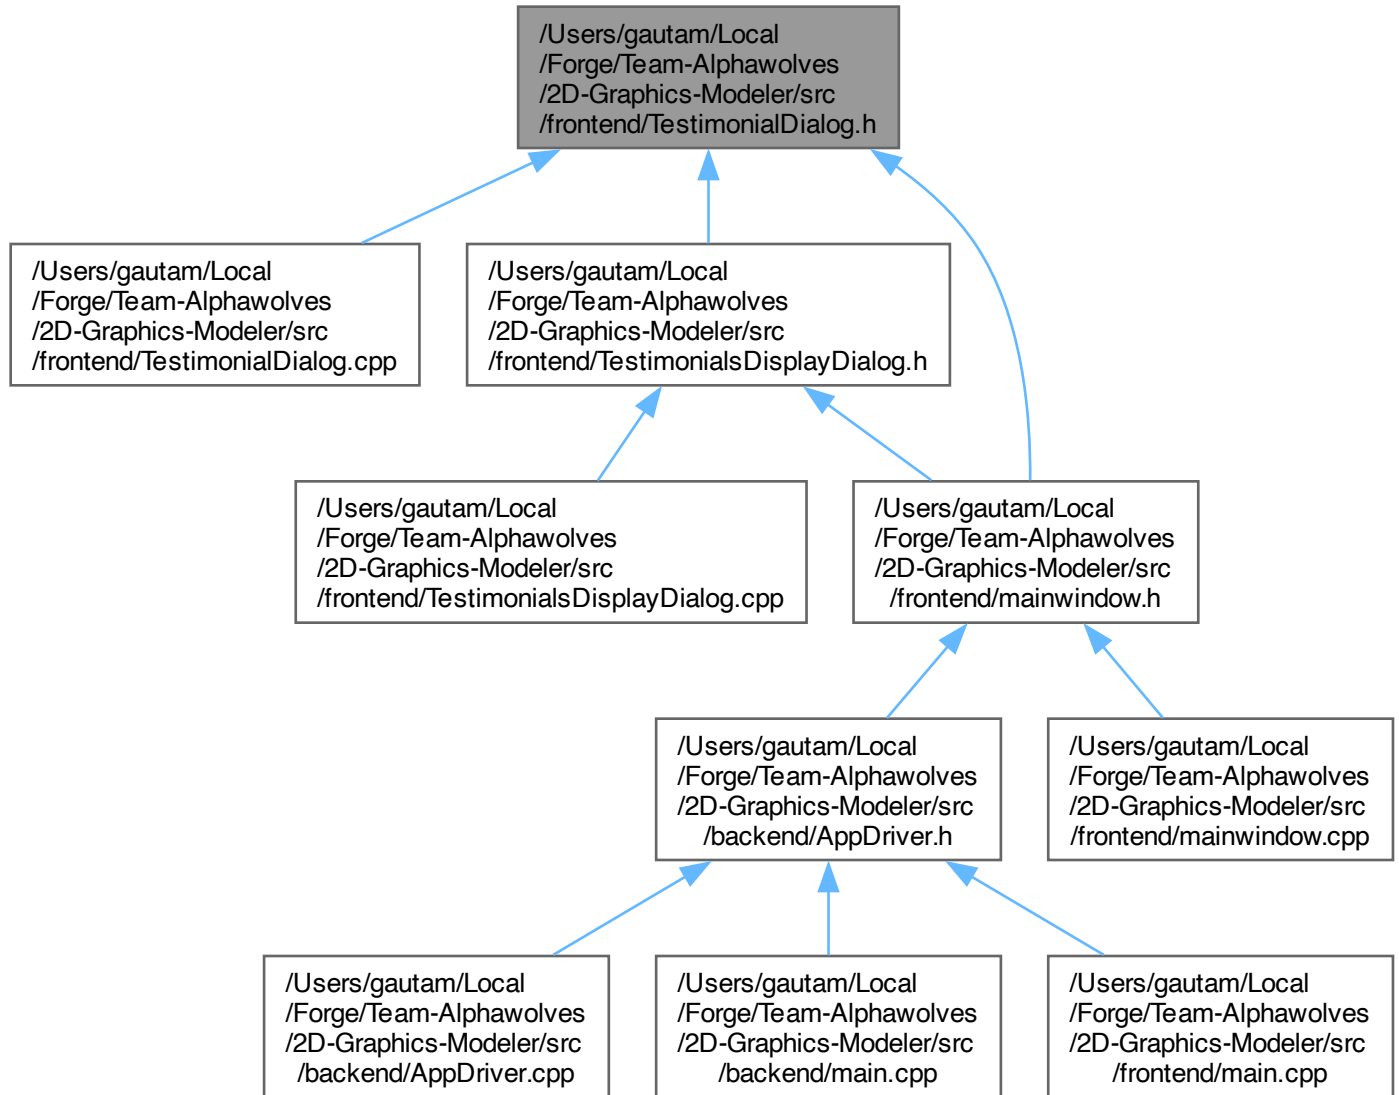 /Users/gautam/Local
/Forge/Team-Alphawolves
/2D-Graphics-Modeler/src
/frontend/TestimonialDialog.h
/Users/gautam/Local
/Forge/Team-Alphawolves
/2D-Graphics-Modeler/src
/frontend/TestimonialDialog.cpp
/Users/gautam/Local
/Forge/Team-Alphawolves
/2D-Graphics-Modeler/src
/frontend/TestimonialsDisplayDialog.h
/Users/gautam/Local
/Forge/Team-Alphawolves
/2D-Graphics-Modeler/src
/frontend/TestimonialsDisplayDialog.cpp
/Users/gautam/Local
/Forge/Team-Alphawolves
/2D-Graphics-Modeler/src
/frontend/mainwindow.h
/Users/gautam/Local
/Forge/Team-Alphawolves
/2D-Graphics-Modeler/src
/backend/AppDriver.h
/Users/gautam/Local
/Forge/Team-Alphawolves
/2D-Graphics-Modeler/src
/frontend/mainwindow.cpp
/Users/gautam/Local
/Forge/Team-Alphawolves
/2D-Graphics-Modeler/src
/backend/AppDriver.cpp
/Users/gautam/Local
/Forge/Team-Alphawolves
/2D-Graphics-Modeler/src
/backend/main.cpp
/Users/gautam/Local
/Forge/Team-Alphawolves
/2D-Graphics-Modeler/src
/frontend/main.cpp